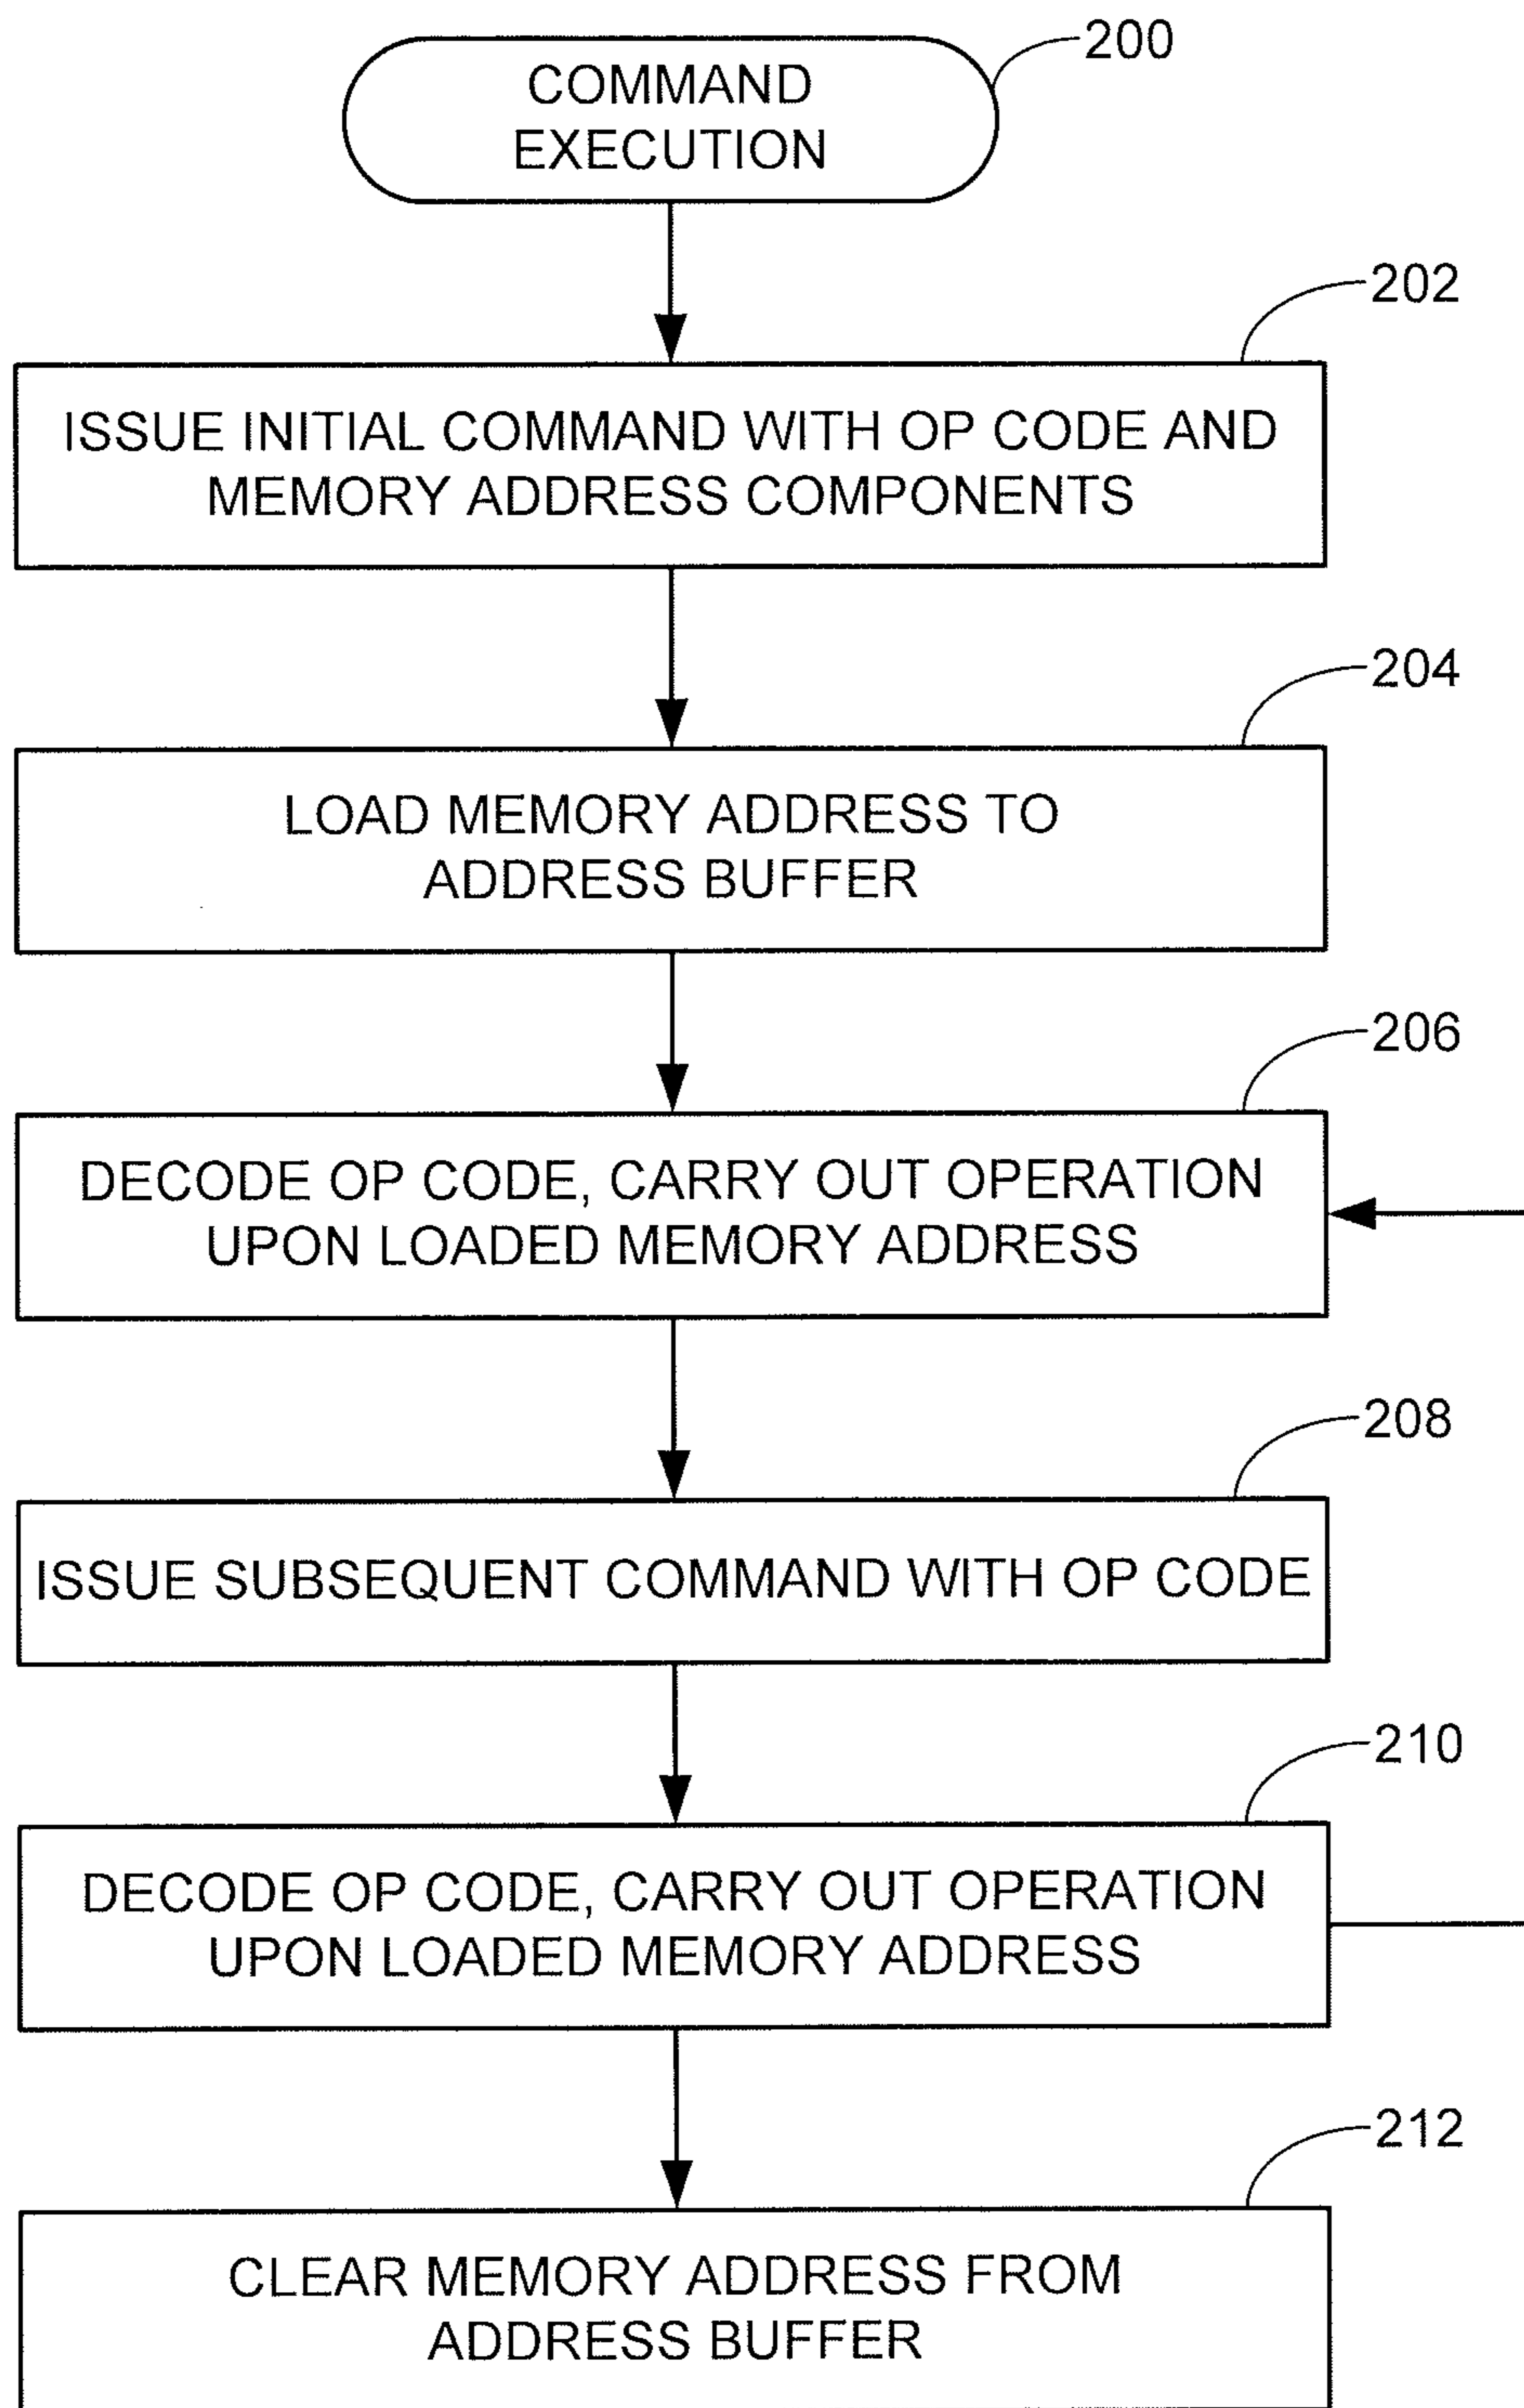 200
COMMAND
EXECUTION
202
ISSUE INITIAL COMMAND WITH OP CODE AND
MEMORY ADDRESS COMPONENTS
204
LOAD MEMORY ADDRESS TO
ADDRESS BUFFER
206
DECODE OP CODE, CARRY OUT OPERATION
UPON LOADED MEMORY ADDRESS
208
ISSUE SUBSEQUENT COMMAND WITH OP CODE
210
DECODE OP CODE, CARRY OUT OPERATION
UPON LOADED MEMORY ADDRESS
212
CLEAR MEMORY ADDRESS FROM
ADDRESS BUFFER